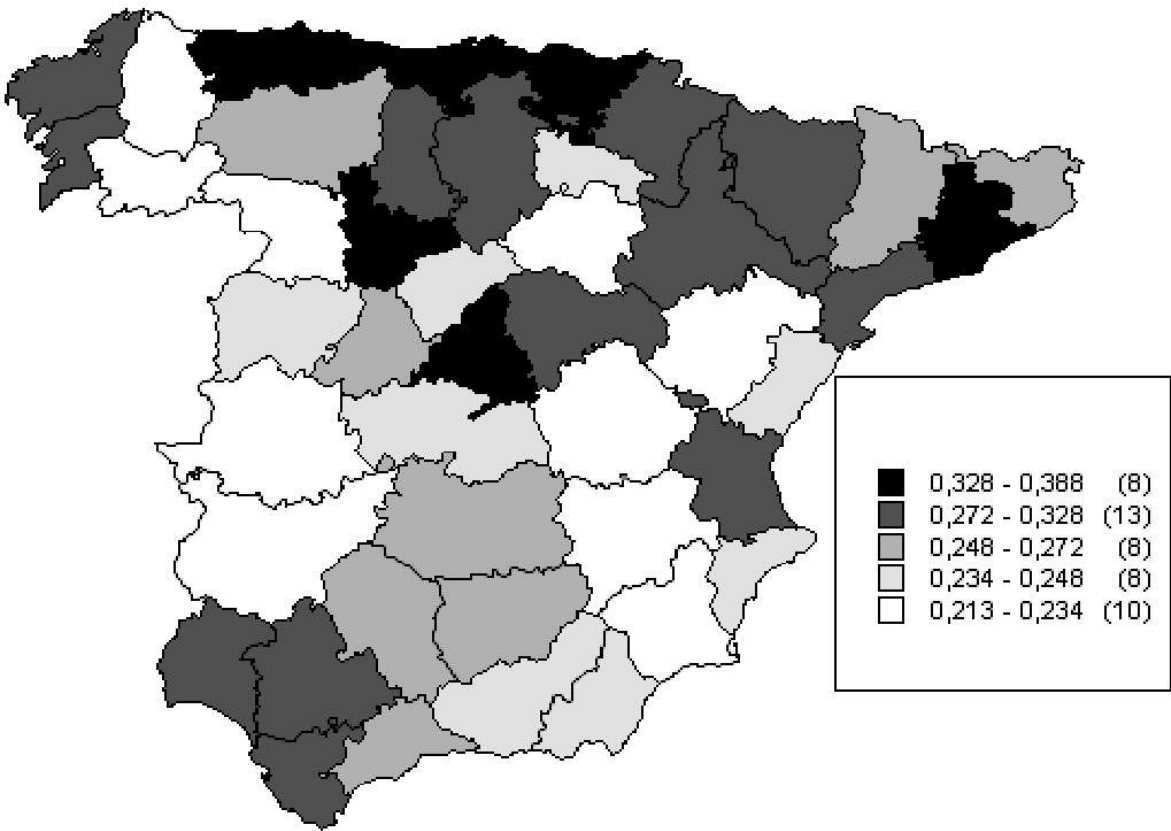 0,328 - 0,388 (8)
0,272 - 0,328 (13)
0,248 - 0,272 (8)
0,234 - 0,248 (8)
0,213 - 0,234 (10)